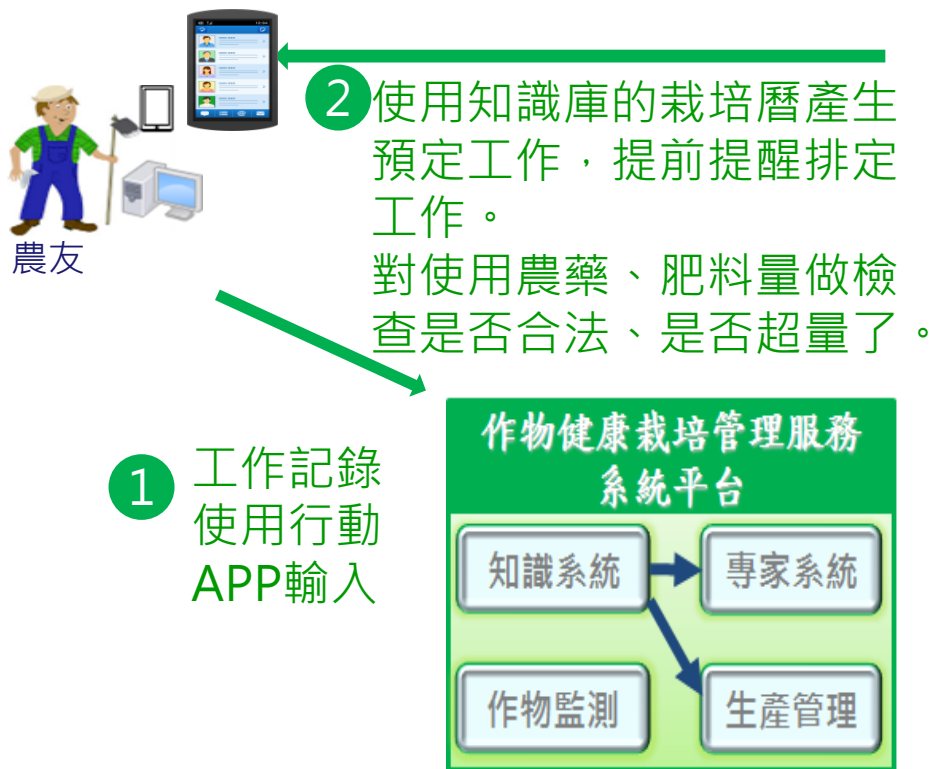 2
使用知識庫的栽培曆產生
預定工作，提前提醒排定
工作。
對使用農藥、肥料量做檢
查是否合法、是否超量了。
農友
1
工作記錄
使用行動
APP輸入
作物健康栽培管理服務
系統平台
知識系統
專家系統
作物監測
生產管理